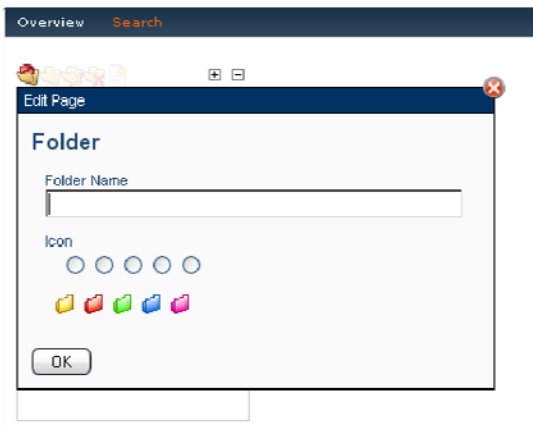 Overview Search
Edit Page
Folder
Folder Name
Icon
OK